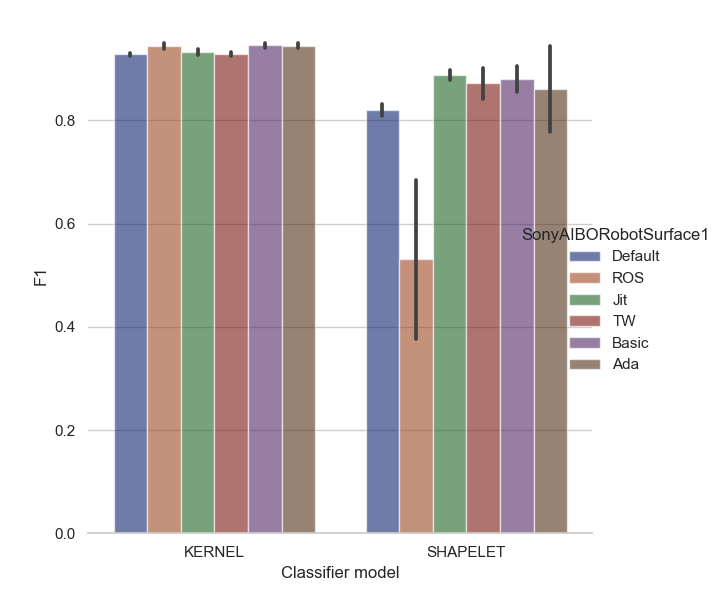 0.8
0.6
0.4
0.2
0.0
F1
KERNEL
SHAPELET
Classifier model
SonyAIBORobotSurface1
Default
ROS
Jit
TW
Basic
Ada